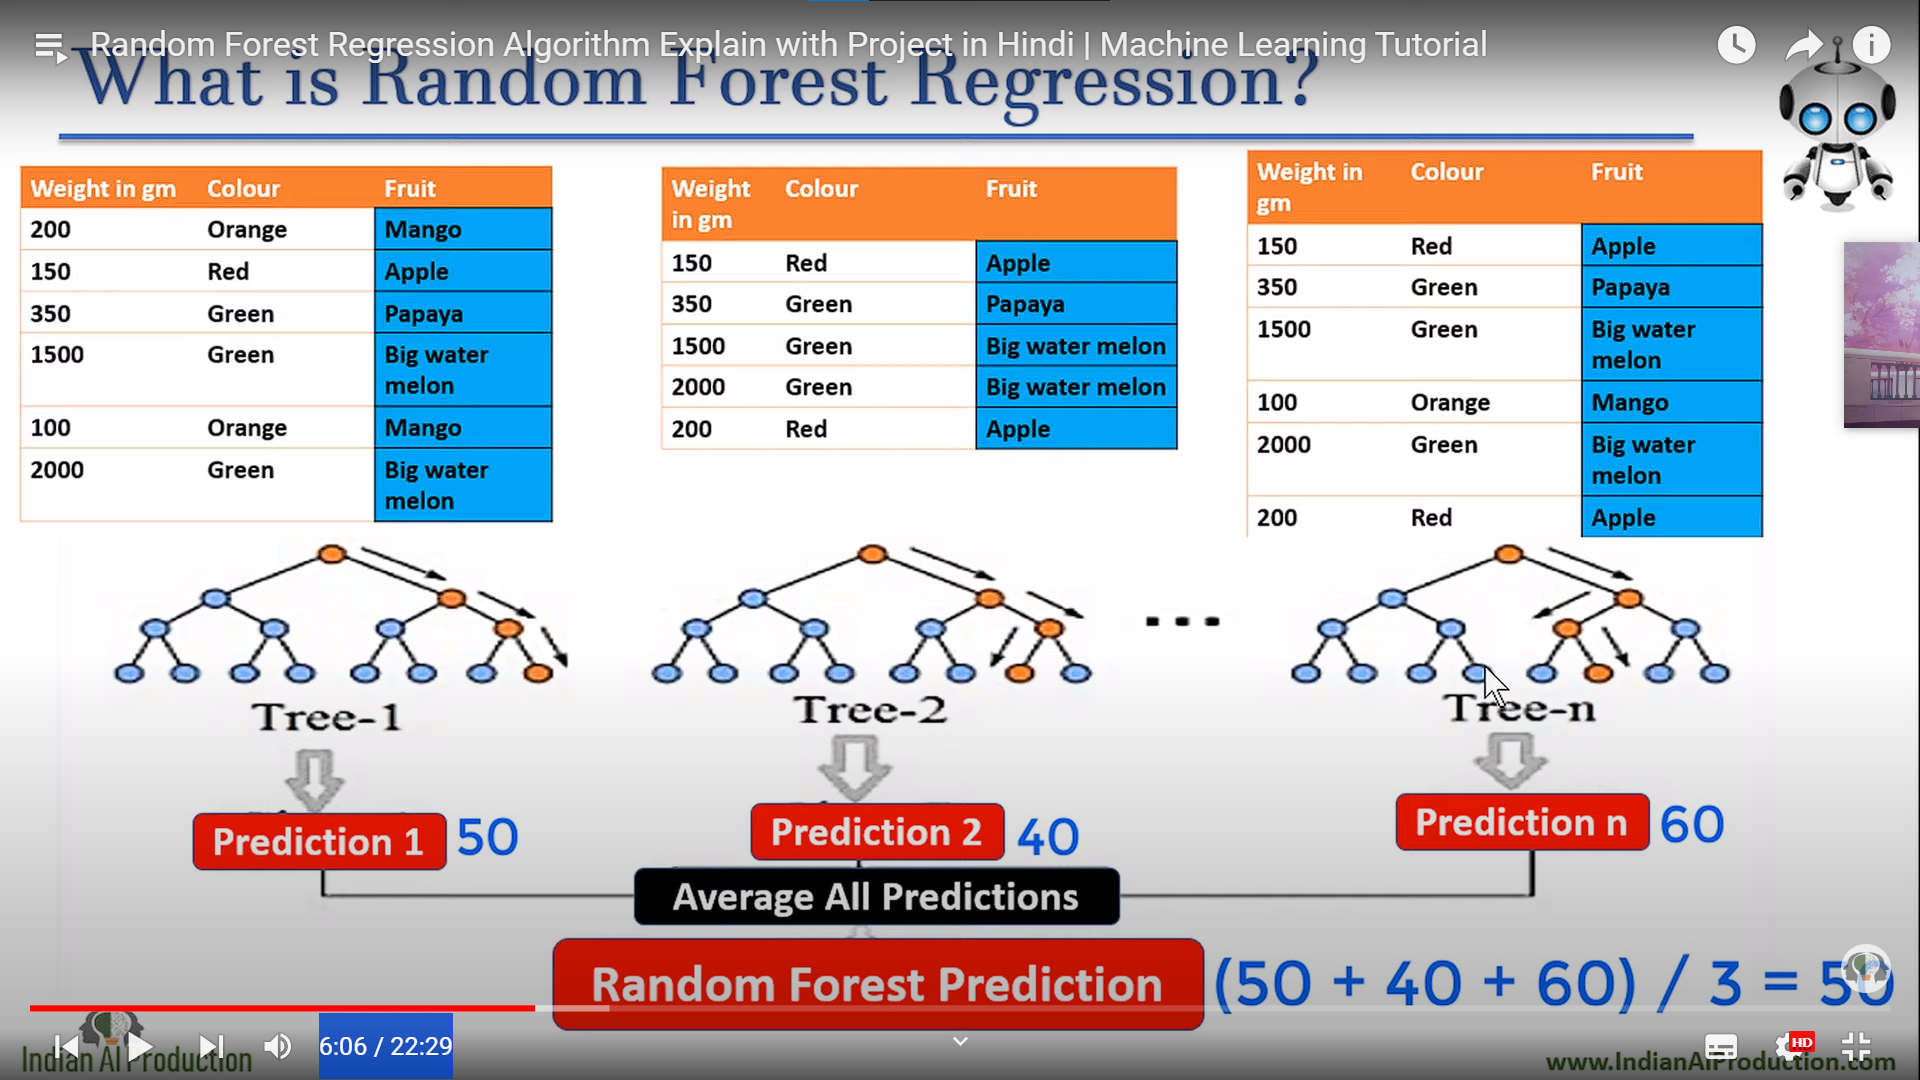 Random Forest Regression Algorithm Explain with Project in Hindi | Machine Learning Tutorial
What is Random Forest Regression?
Weight in gm Colour Fruit
200 Orange Mango
150 Red Apple
350 Green Papaya
1500 Green Big water
melon
100 Orange Mango
2000 Green Big water
melon
Weight Colour Fruit
in gm
150 Red Apple
350 Green Papaya
1500 Green Big water melon
2000 Green Big water melon
200 Red Apple
Weight in Colour Fruit
gm
150 Red Apple
350 Green Papaya
1500 Green Big water
melon
100 Orange Mango
2000 Green Big water
melon
200 Red Apple
...
Tree-1 Tree-2 Tree-n
Prediction 1 50
Prediction 2 40
Prediction n 60
Average All Predictions
Random Forest Prediction (50 + 40 + 60) / 3 = 50
6:06 / 22:29
HD
Indian AI Production
www.IndianAIProduction.com